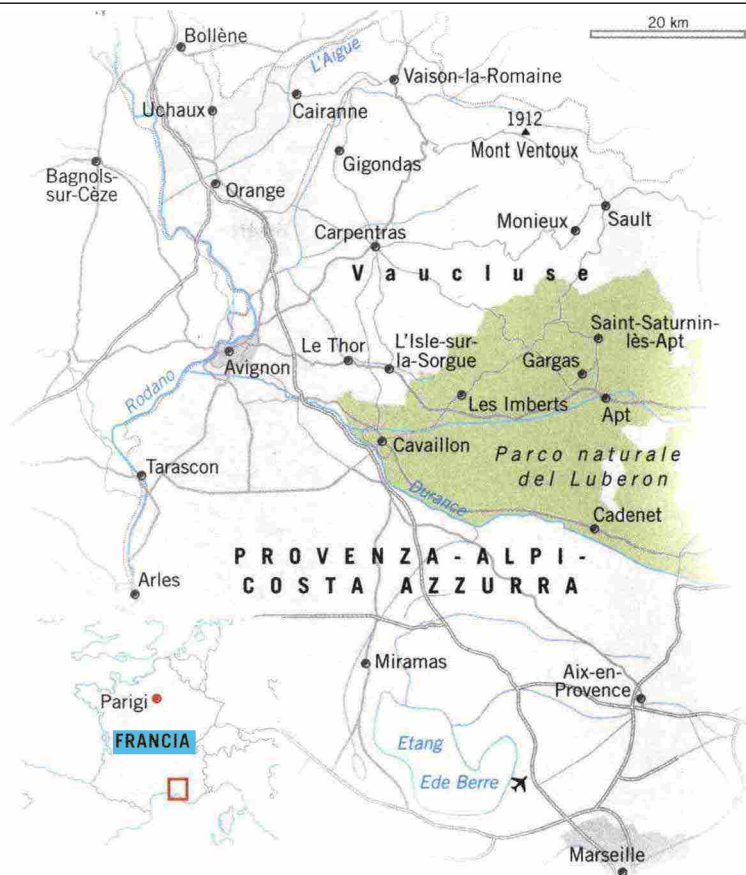 20 km
Bollène
L'Aigue
Vaison-la-Romaine
Uchaux
Cairanne
1912
Mont Ventoux
Gigondas
Bagnols-
sur-Cèze
Orange
Sault
Monieux
Carpentras
Vaucluse
Saint-Saturnin-
lès-Apt
Le Thor
L'Isle-sur-
la-Sorgue
Gargas
Avignon
Rodano
Les Imberts
Apt
Cavaillon
Parco naturale
del Luberon
Tarascon
Durance
Cadenet
PROVENZA-ALPI-
COSTA AZZURRA
Arles
Miramas
Aix-en-
Provence
Parigi
FRANCIA
Etang
Ede Berre
Marseille